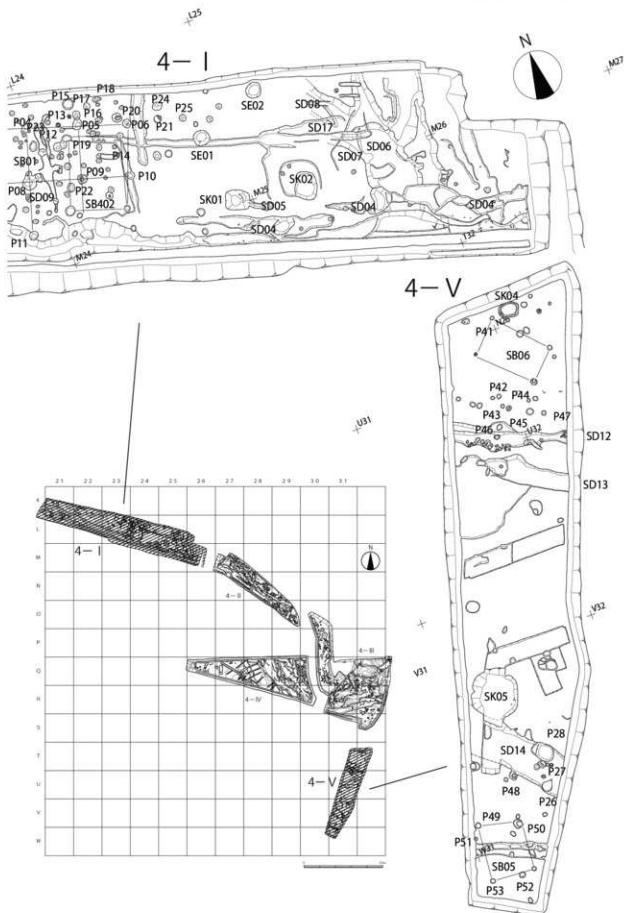 L25
4－I
N
M27
L24
P15 P17 P18
P24
SE02
SD08
P04 P13 P16 P20 P25
P12 P05 P06 P21
SD17
SD06
M26
P19
SE01
SD07
SB01
P14
P09 P10
SK02
P08 P22
SK01 M25
SD09
SB402
SD05
SD04
SD04
SD04
P11
M24
I32
4－V
SK04
P41
SB06
P42 P44
P43 P45 P47
P46 U32
SD12
SD13
U31
V32
V31
SK05
P28
SD14
P27
P48
P26
P49 P50
P51 W31
SB05
P53 P52
21 22 23 24 25 26 27 28 29 30 31
K
L
M
N
O
P
Q
R
S
T
U
V
W
4－I
N
4－II
4－III
4－IV
4－V
0